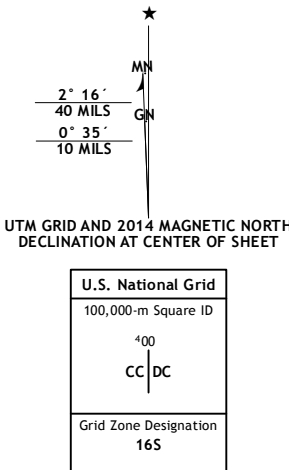 ★
MN
2° 16´
40 MILS
GN
0° 35´
10 MILS
UTM GRID AND 2014 MAGNETIC NORTH
DECLINATION AT CENTER OF SHEET
U.S. National Grid
100,000-m Square ID
⁴00
CC DC
Grid Zone Designation
16S